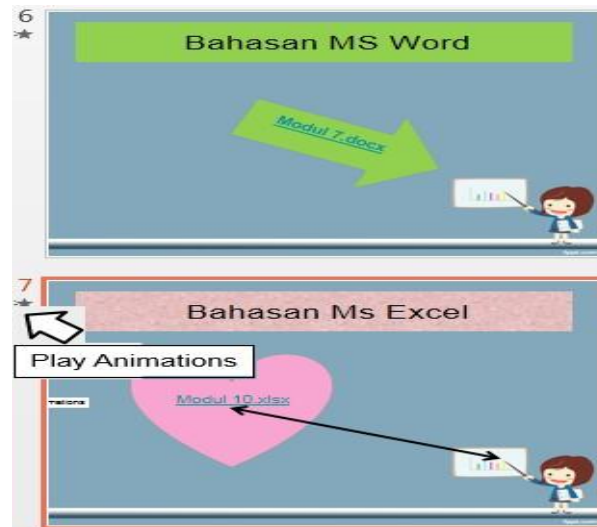 6
Bahasan MS Word
Modul 7.docx
7
Bahasan Ms Excel
Play Animations
Modul 10.xlsx